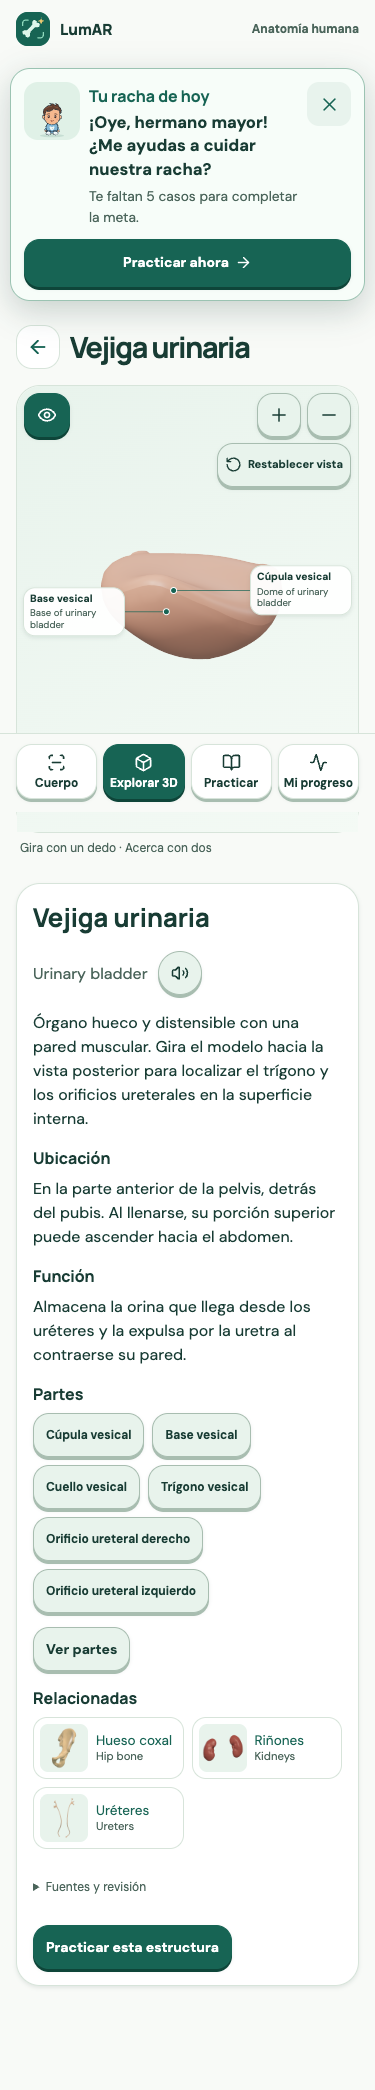 LumAR
Anatomía humana
Tu racha de hoy
¡Oye, hermano mayor!
¿Me ayudas a cuidar
nuestra racha?
Te faltan 5 casos para completar
la meta.
Practicar ahora →
Vejiga urinaria
Restablecer vista
Cúpula vesical
Dome of urinary
bladder
Base vesical
Base of urinary
bladder
Cuerpo
Explorar 3D
Practicar
Mi progreso
Gira con un dedo · Acerca con dos
Vejiga urinaria
Urinary bladder
Órgano hueco y distensible con una
pared muscular. Gira el modelo hacia la
vista posterior para localizar el trígono y
los orificios ureterales en la superficie
interna.
Ubicación
En la parte anterior de la pelvis, detrás
del pubis. Al llenarse, su porción superior
puede ascender hacia el abdomen.
Función
Almacena la orina que llega desde los
uréteres y la expulsa por la uretra al
contraerse su pared.
Partes
Cúpula vesical
Base vesical
Cuello vesical
Trígono vesical
Orificio ureteral derecho
Orificio ureteral izquierdo
Ver partes
Relacionadas
Hueso coxal
Hip bone
Riñones
Kidneys
Uréteres
Ureters
Fuentes y revisión
Practicar esta estructura